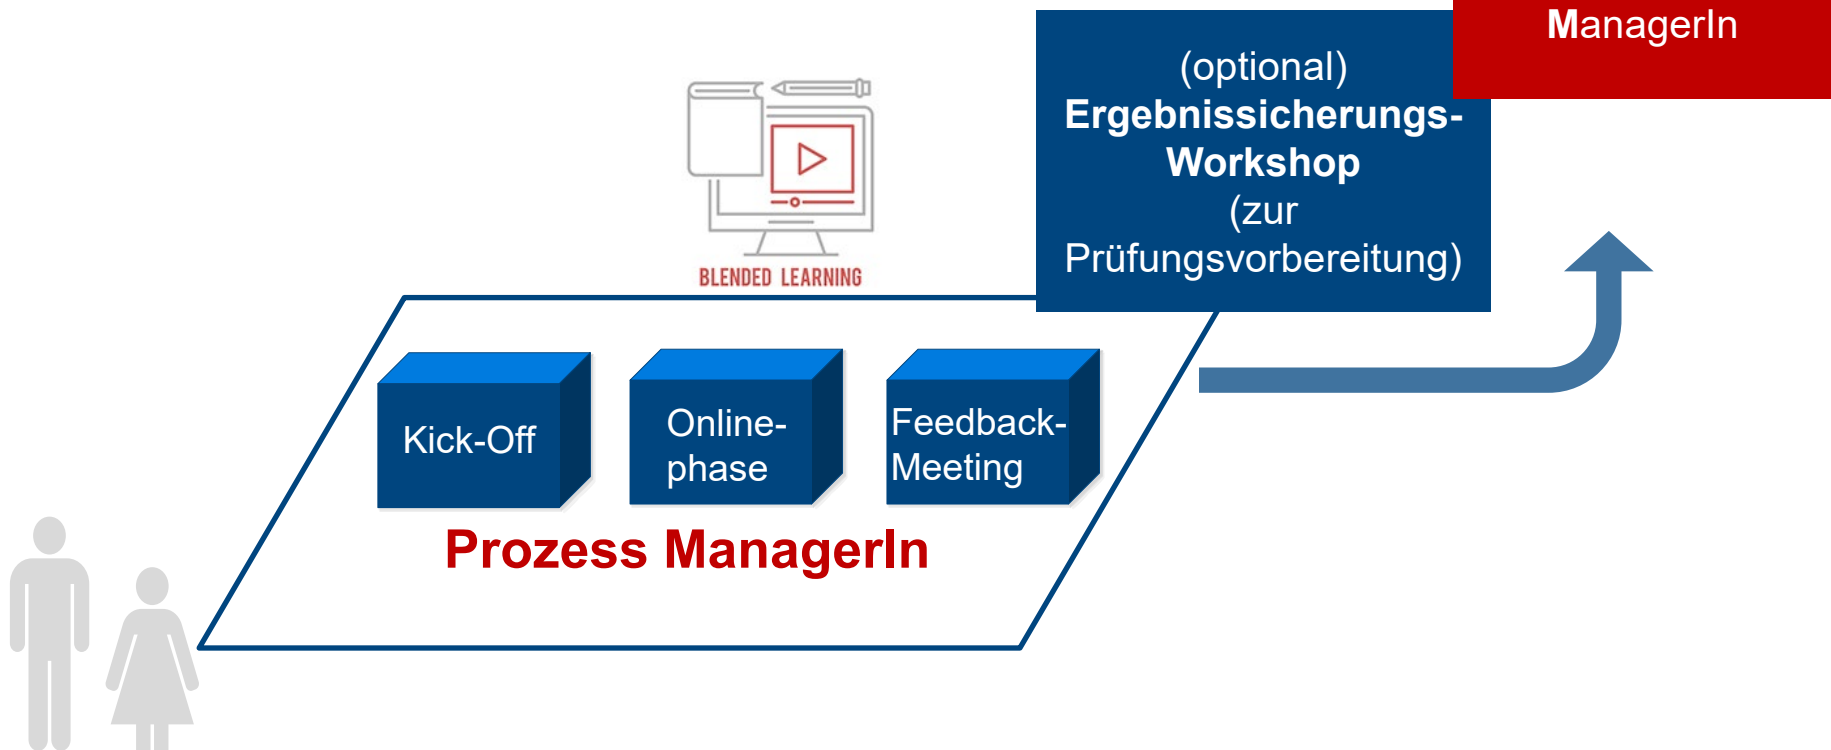 ManagerIn
(optional)
Ergebnissicherungs-
Workshop
(zur
Prüfungsvorbereitung)
BLENDED LEARNING
Kick-Off
Online-
phase
Feedback-
Meeting
Prozess ManagerIn